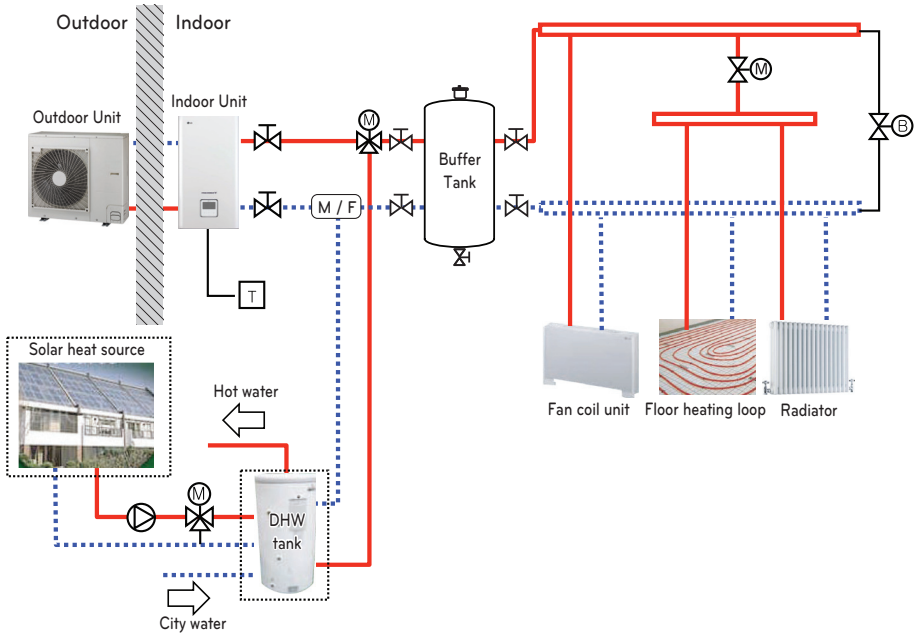 Outdoor
Indoor
Outdoor Unit
Indoor Unit
M
M
B
Buffer
Tank
M / F
T
Solar heat source
Hot water
M
DHW
tank
City water
Fan coil unit
Floor heating loop
Radiator